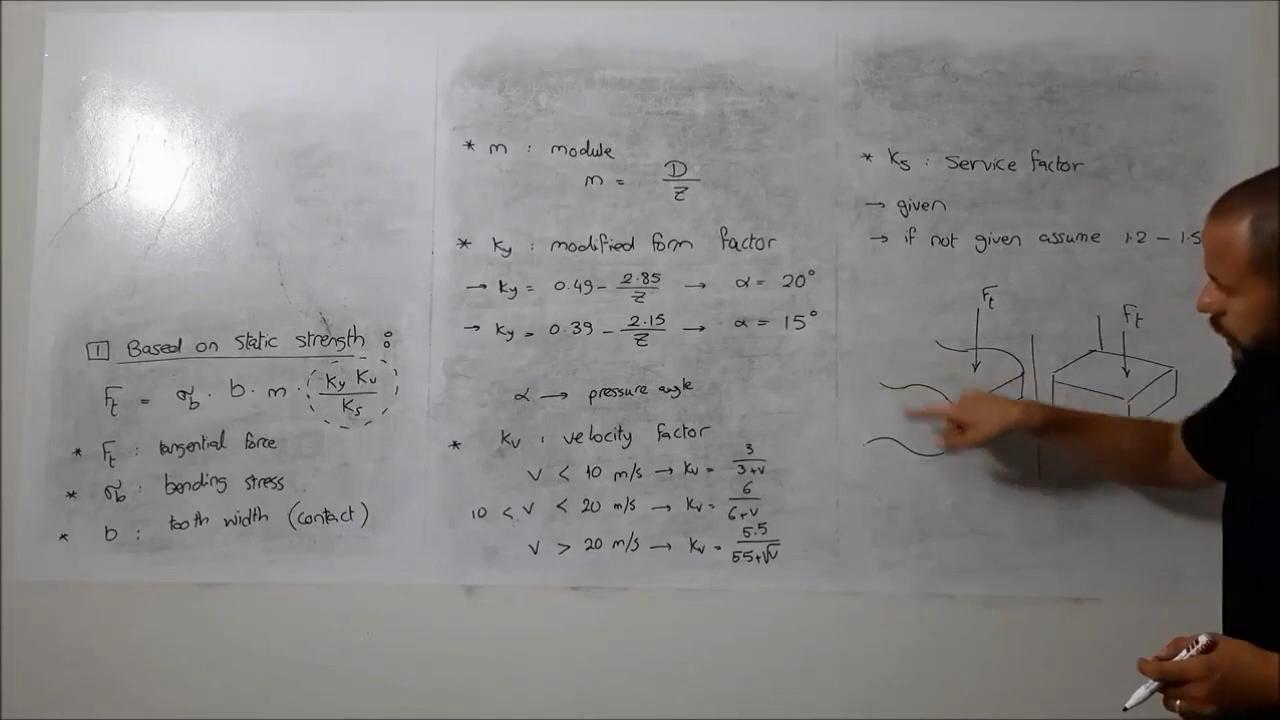 1 Based on static strength :
Ft = σb · b · m · (Ky Kv / Ks)
* Ft : tangential force
* σb : bending stress
* b : tooth width (contact)
* m : module
m = D / Z
* Ky : modified form factor
→ Ky = 0.49 - 2.85 / Z → α = 20°
→ Ky = 0.39 - 2.15 / Z → α = 15°
α → pressure angle
* Kv : velocity factor
V < 10 m/s → Kv = 3 / 3+V
10 < V < 20 m/s → Kv = 6 / 6+V
V > 20 m/s → Kv = 5.5 / 5.5+√V
* Ks : Service factor
→ given
→ if not given assume 1.2 - 1.5
Ft
Ft